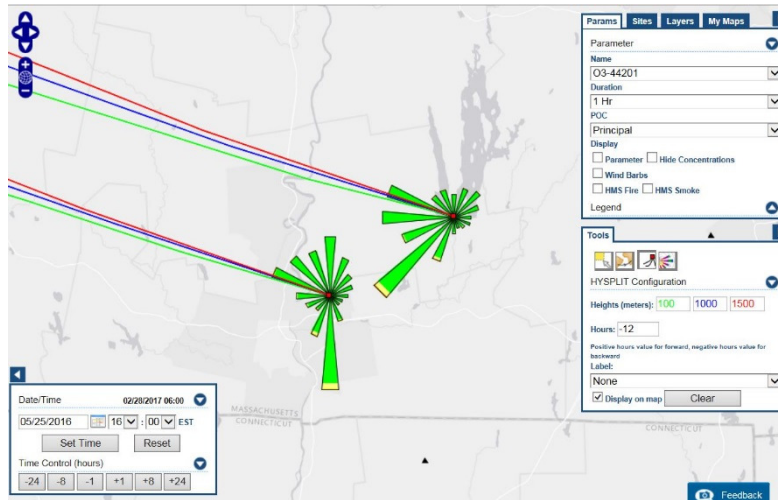 Params Sites Layers My Maps
Parameter
Name
O3-44201
Duration
1 Hr
POC
Principal
Display
Parameter Hide Concentrations
Wind Barbs
HMS Fire HMS Smoke
Legend
Tools
HYSPLIT Configuration
Heights (meters): 100 1000 1500
Hours: -12
Positive hours value for forward, negative hours value for
backward
Label:
None
Display on map Clear
Date/Time 02/28/2017 06:00
05/25/2016 16 : 00 EST
Set Time Reset
Time Control (hours)
-24 -8 -1 +1 +8 +24
MASSACHUSETTS
CONNECTICUT
CONNECTICUT
Feedback